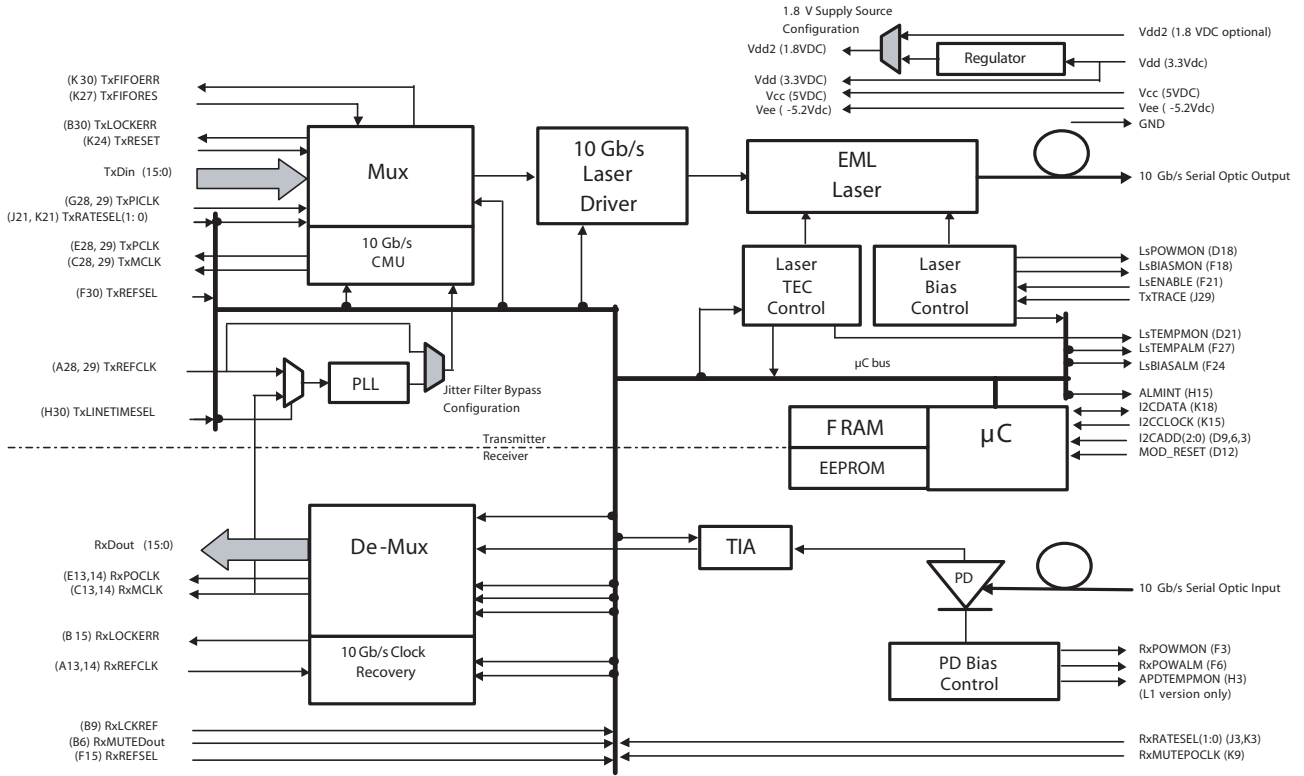 1.8 V Supply Source
Configuration
Vdd2 (1.8 VDC optional)
Vdd2 (1.8VDC)
Regulator
Vdd (3.3Vdc)
Vdd (3.3VDC)
Vcc (5VDC)
Vcc (5VDC)
Vee ( -5.2Vdc)
Vee ( -5.2Vdc)
GND
(K30) TxFIFOERR
(K27) TxFIFORES
(B30) TxLOCKERR
(K24) TxRESET
TxDin (15:0)
(G28, 29) TxPICLK
(J21, K21) TxRATESEL(1: 0)
(E28, 29) TxPCLK
(C28, 29) TxMCLK
(F30) TxREFSEL
(A28, 29) TxREFCLK
(H30) TxLINETIMESEL
Mux
10 Gb/s
CMU
10 Gb/s
Laser
Driver
EML
Laser
10 Gb/s Serial Optic Output
Laser
TEC
Control
Laser
Bias
Control
LsPOWMON (D18)
LsBIASMON (F18)
LsENABLE (F21)
TxTRACE (J29)
LsTEMPMON (D21)
LsTEMPALM (F27)
LsBIASALM (F24
PLL
Jitter Filter Bypass
Configuration
μC bus
ALMINT (H15)
I2CDATA (K18)
I2CCLOCK (K15)
I2CADD(2:0) (D9,6,3)
MOD_RESET (D12)
FRAM
EEPROM
μC
Transmitter
Receiver
RxDout (15:0)
(E13,14) RxPOCLK
(C13,14) RxMCLK
(B 15) RxLOCKERR
(A13,14) RxREFCLK
De-Mux
10 Gb/s Clock
Recovery
TIA
PD
10 Gb/s Serial Optic Input
PD Bias
Control
RxPOWMON (F3)
RxPOWALM (F6)
APDTEMPMON (H3)
(L1 version only)
(B9) RxLCKREF
(B6) RxMUTEDout
(F15) RxREFSEL
RxRATESEL(1:0) (J3,K3)
RxMUTEPOCLK (K9)